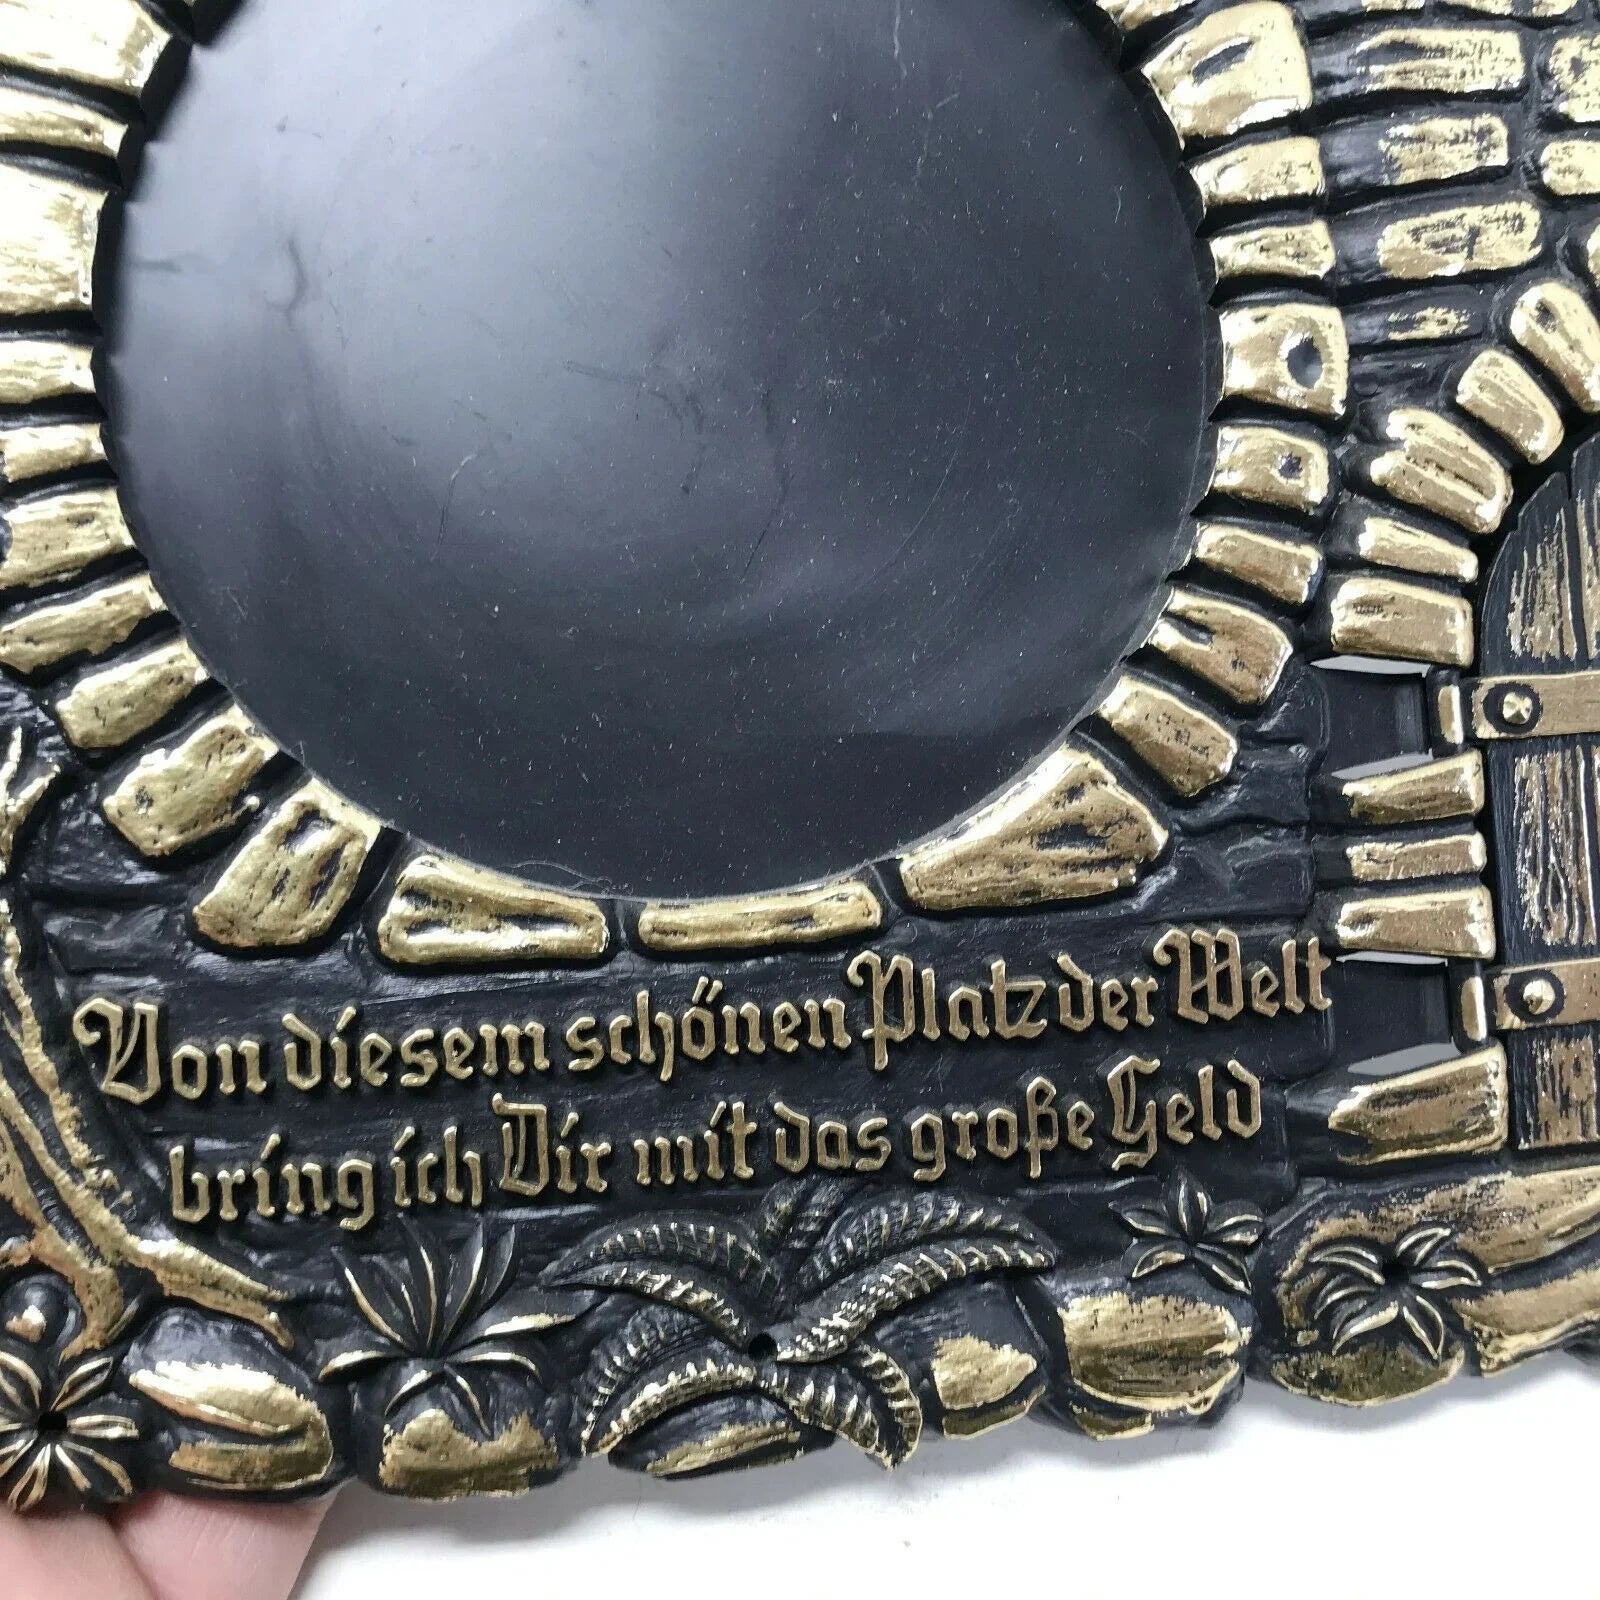 Von diesem schönen Platz der Welt
bring ich Dir mit das große Geld